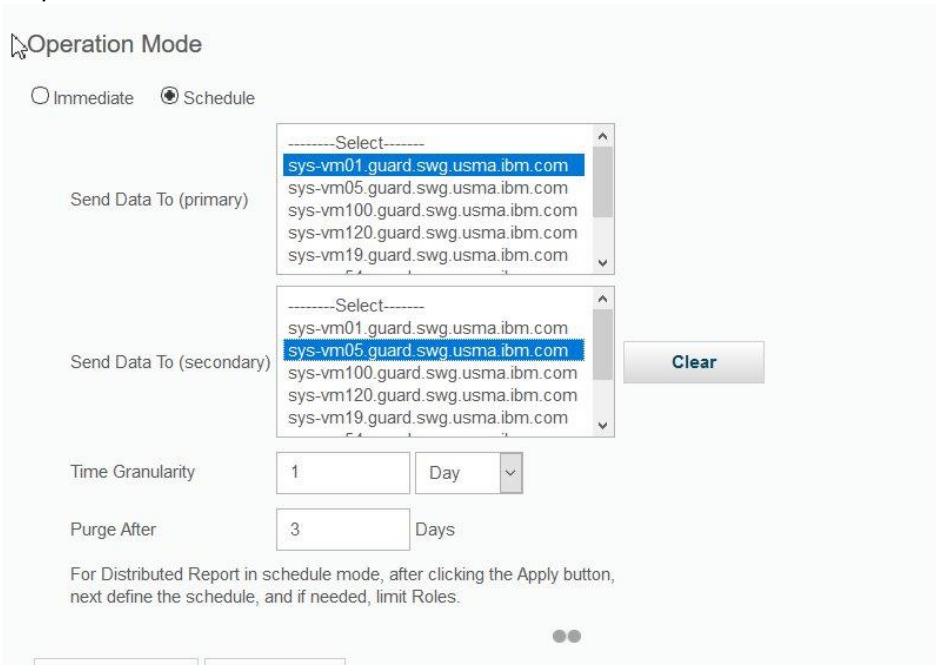 Operation Mode
Immediate Schedule
Send Data To (primary)
--------Select-------
sys-vm01.guard.swg.usma.ibm.com
sys-vm05.guard.swg.usma.ibm.com
sys-vm100.guard.swg.usma.ibm.com
sys-vm120.guard.swg.usma.ibm.com
sys-vm19.guard.swg.usma.ibm.com
Send Data To (secondary)
--------Select-------
sys-vm01.guard.swg.usma.ibm.com
sys-vm05.guard.swg.usma.ibm.com
sys-vm100.guard.swg.usma.ibm.com
sys-vm120.guard.swg.usma.ibm.com
sys-vm19.guard.swg.usma.ibm.com
Clear
Time Granularity 1 Day
Purge After 3 Days
For Distributed Report in schedule mode, after clicking the Apply button,
next define the schedule, and if needed, limit Roles.